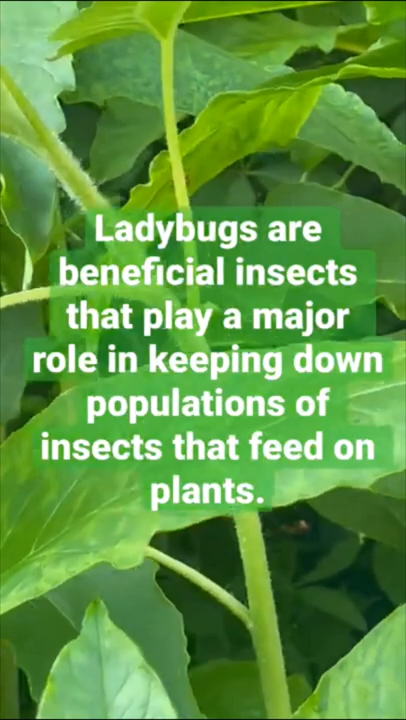 Ladybugs are
beneficial insects
that play a major
role in keeping down
populations of
insects that feed on
plants.